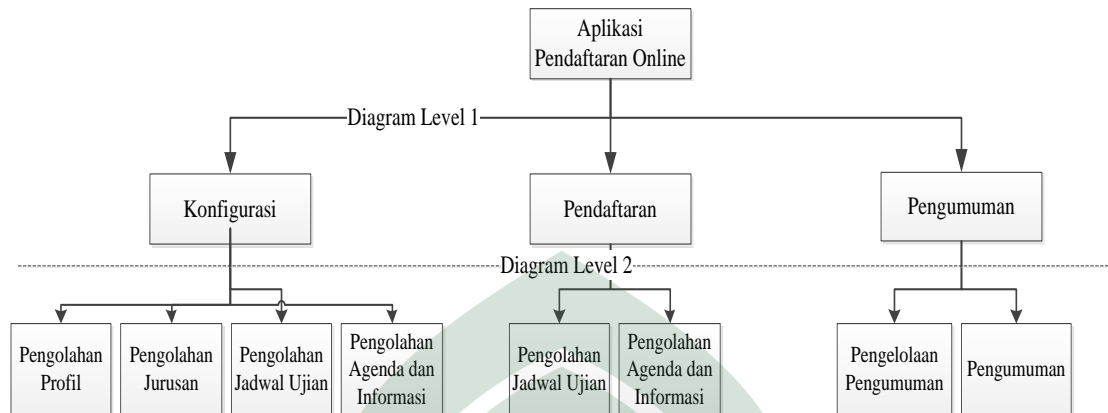 Aplikasi
Pendaftaran Online
Diagram Level 1
Konfigurasi
Pendaftaran
Pengumuman
Diagram Level 2
Pengolahan
Profil
Pengolahan
Jurusan
Pengolahan
Jadwal Ujian
Pengolahan
Agenda dan
Informasi
Pengolahan
Jadwal Ujian
Pengolahan
Agenda dan
Informasi
Pengelolaan
Pengumuman
Pengumuman